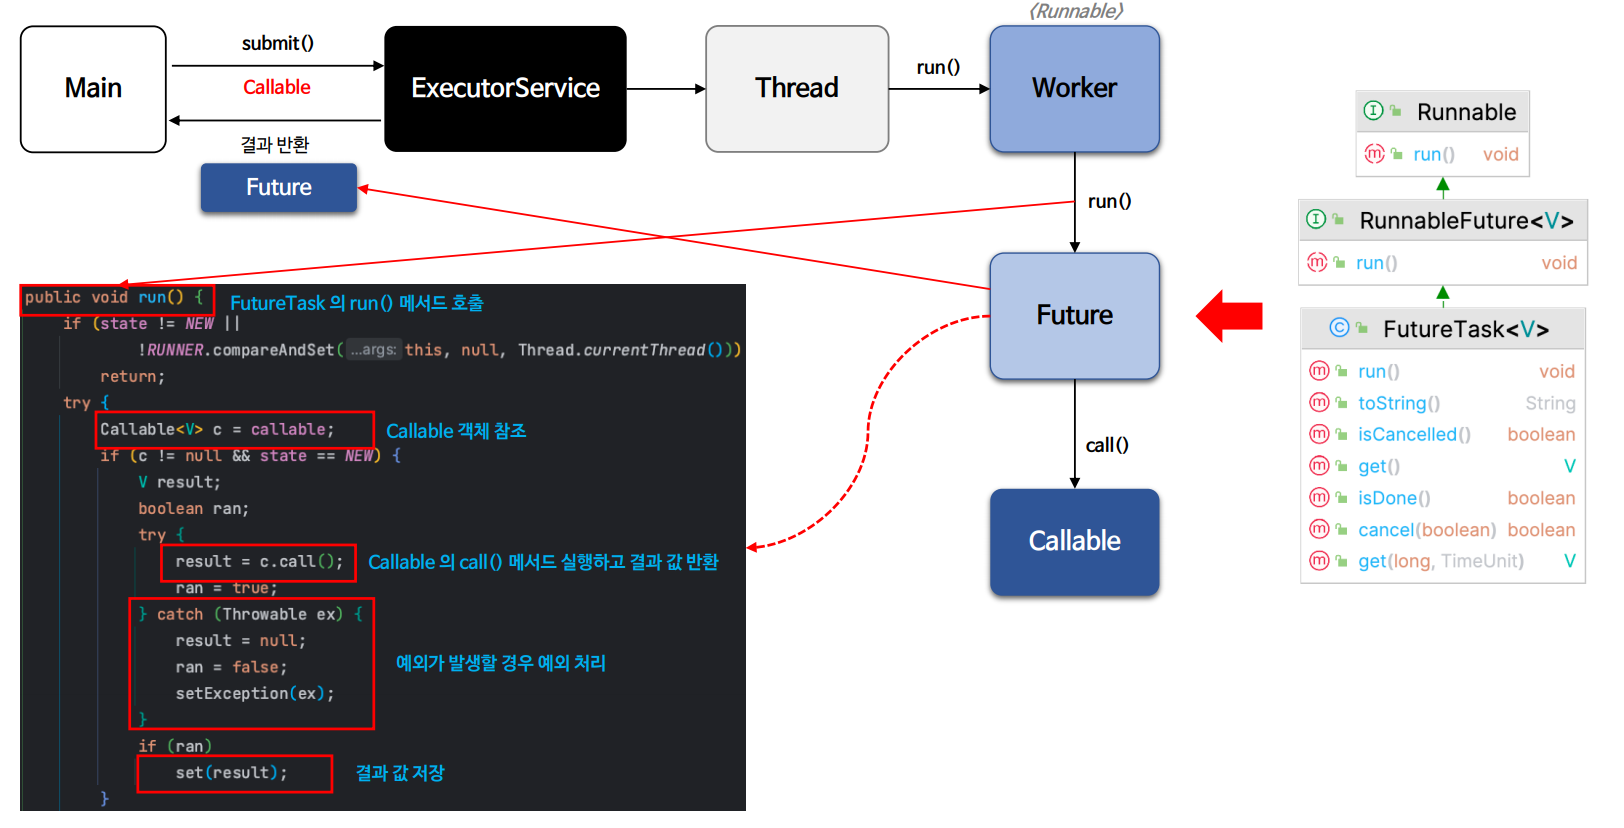 〈Runnable〉
Main
submit()
Callable
결과 반환
ExecutorService
Thread
run()
Worker
Future
run()
Future
call()
Callable
public void run() {
FutureTask 의 run() 메서드 호출
if (state != NEW ||
!RUNNER.compareAndSet( ...args: this, null, Thread.currentThread()))
return;
try {
Callable<V> c = callable;
Callable 객체 참조
if (c != null && state == NEW) {
V result;
boolean ran;
try {
result = c.call();
Callable 의 call() 메서드 실행하고 결과 값 반환
ran = true;
} catch (Throwable ex) {
result = null;
ran = false;
setException(ex);
예외가 발생할 경우 예외 처리
}
if (ran)
set(result);
결과 값 저장
}
I Runnable
m run() void
I RunnableFuture<V>
m run() void
C FutureTask<V>
m run() void
m toString() String
m isCancelled() boolean
m get() V
m isDone() boolean
m cancel(boolean) boolean
m get(long, TimeUnit) V